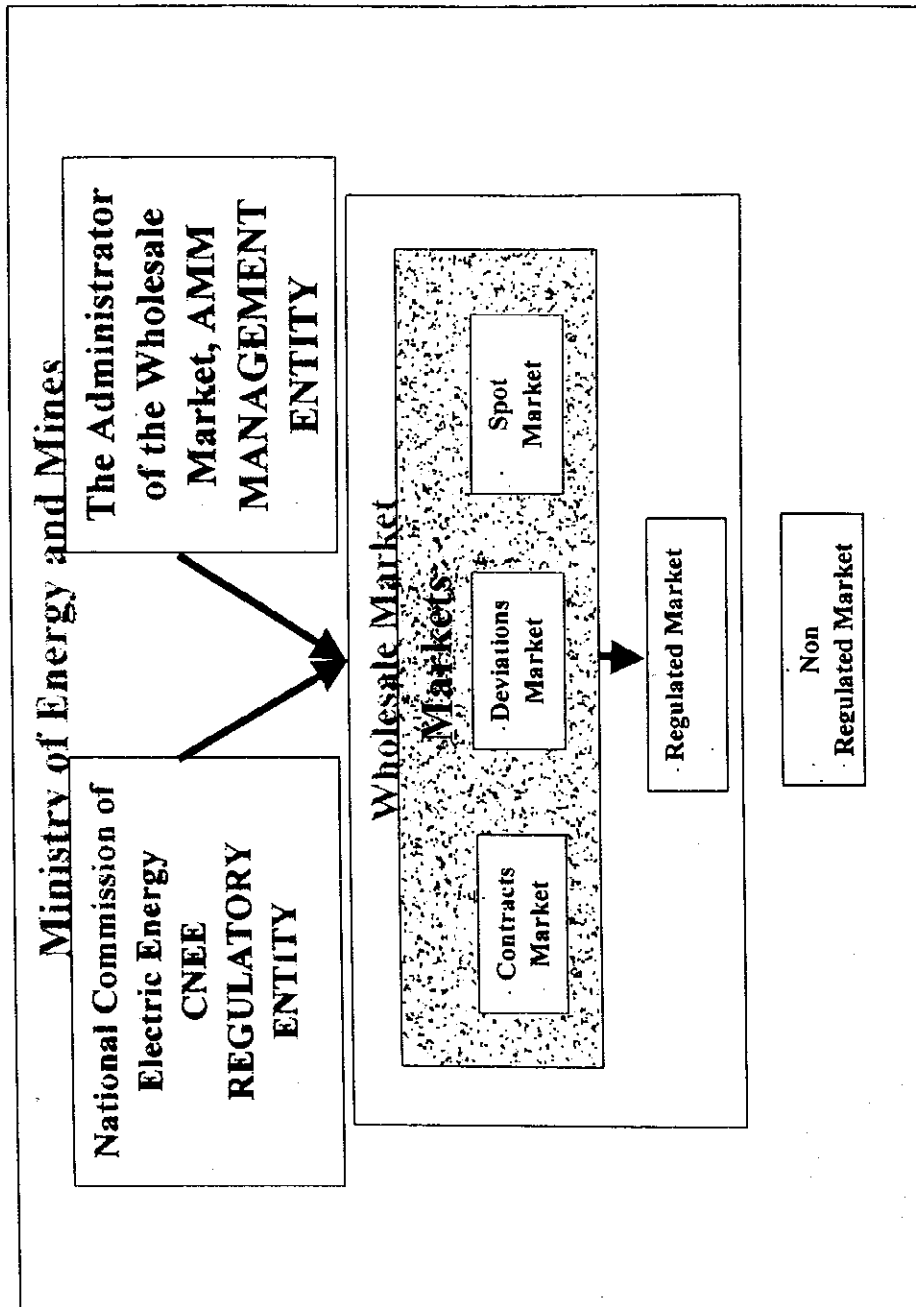 Ministry of Energy and Mines
National Commission of
Electric Energy
CNEE
REGULATORY
ENTITY
The Administrator
of the Wholesale
Market, AMM
MANAGEMENT
ENTITY
Wholesale Market
Markets
Contracts
Market
Deviations
Market
Spot
Market
Regulated Market
Non
Regulated Market